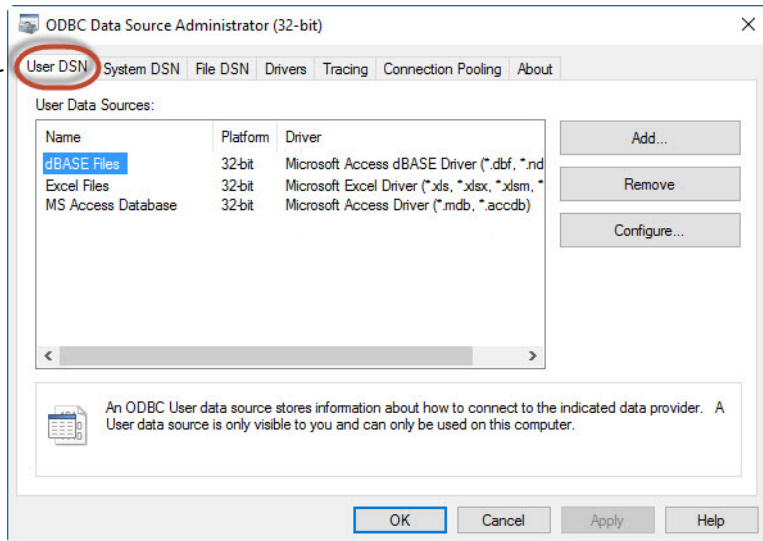 ODBC Data Source Administrator (32-bit)
User DSN System DSN File DSN Drivers Tracing Connection Pooling About
User Data Sources:
Name Platform Driver
dBASE Files 32-bit Microsoft Access dBASE Driver (*.dbf, *.nd
Excel Files 32-bit Microsoft Excel Driver (*.xls, *.xlsx, *.xlsm, *
MS Access Database 32-bit Microsoft Access Driver (*.mdb, *.accdb)
Add...
Remove
Configure...
An ODBC User data source stores information about how to connect to the indicated data provider. A
User data source is only visible to you and can only be used on this computer.
OK Cancel Apply Help